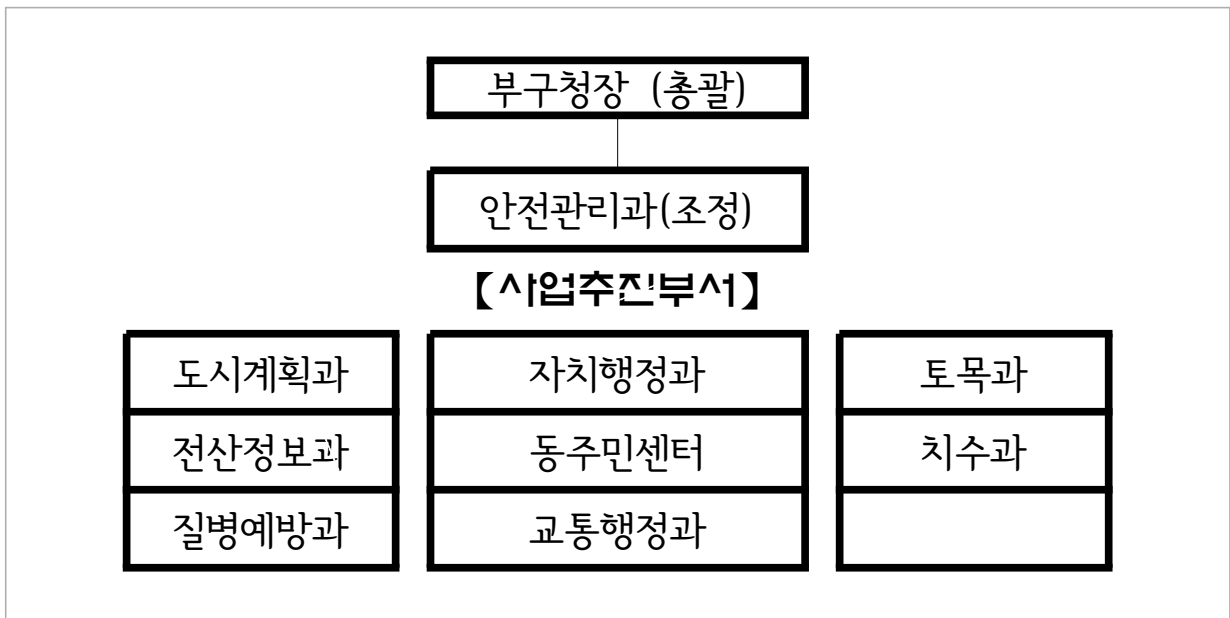 부구청장 (총괄)
안전관리과(조정)
【사업추진부서】
도시계획과 자치행정과 토목과
전산정보과 동주민센터 치수과
질병예방과 교통행정과